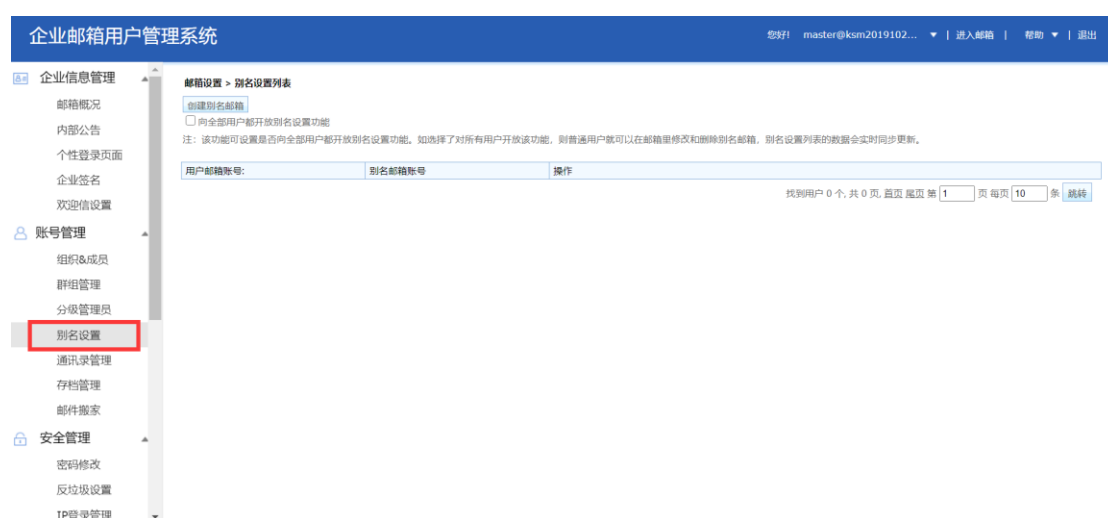 企业邮箱用户管理系统
您好! master@ksm2019102... ▼ | 进入邮箱 | 帮助 ▼ | 退出
企业信息管理
邮箱概况
内部公告
个性登录页面
企业签名
欢迎信设置
账号管理
组织&成员
群组管理
分级管理员
别名设置
通讯录管理
存档管理
邮件搬家
安全管理
密码修改
反垃圾设置
IP登录管理
邮箱设置 > 别名设置列表
创建别名邮箱
向全部用户都开放别名设置功能
注：该功能可设置是否向全部用户都开放别名设置功能。如选择了对所有用户开放该功能，则普通用户就可以在邮箱里修改和删除别名邮箱，别名设置列表的数据会实时同步更新。
用户邮箱账号: 别名邮箱账号 操作
找到用户 0 个, 共 0 页, 首页 尾页 第 1 页 每页 10 条 跳转